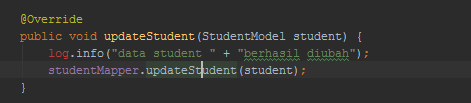 @Override
public void updateStudent(StudentModel student) {
log.info("data student " + "berhasil diubah");
studentMapper.updateStudent(student);
}